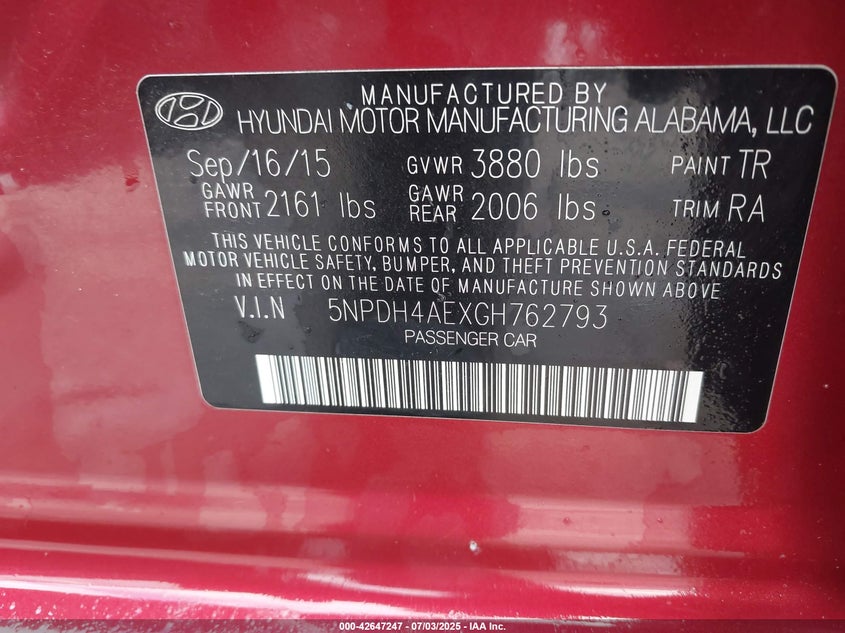 MANUFACTURED BY
HYUNDAI MOTOR MANUFACTURING ALABAMA, LLC
Sep/16/15 GVWR 3880 lbs PAINT TR
GAWR FRONT 2161 lbs GAWR REAR 2006 lbs TRIM RA
THIS VEHICLE CONFORMS TO ALL APPLICABLE U.S.A. FEDERAL
MOTOR VEHICLE SAFETY, BUMPER, AND THEFT PREVENTION STANDARDS
IN EFFECT ON THE DATE OF MANUFACTURE SHOWN ABOVE
V.I.N 5NPDH4AEXGH762793
PASSENGER CAR
000-42647247 - 07/03/2025 - IAA Inc.